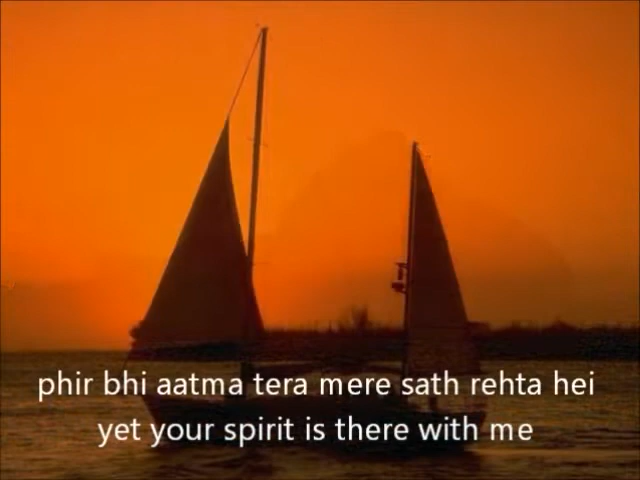 phir bhi aatma tera mere sath rehta hei
yet your spirit is there with me